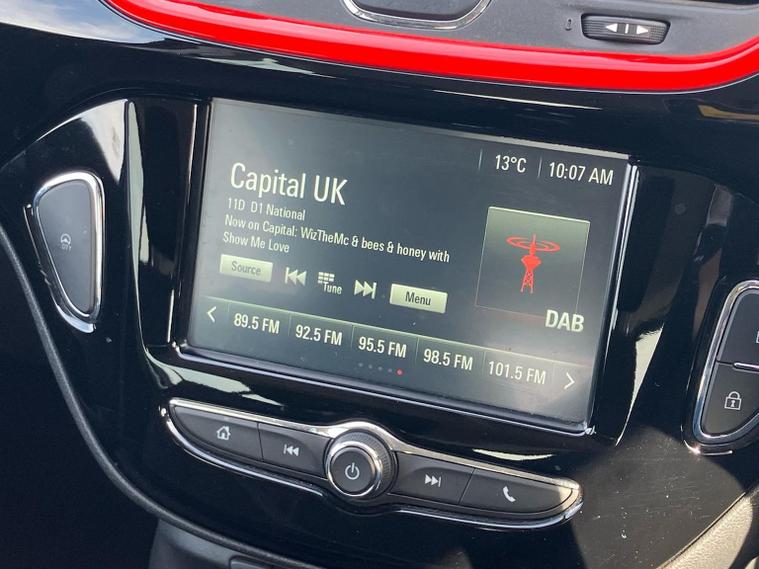 13°C 10:07 AM
Capital UK
11D D1 National
Now on Capital: WizTheMc & bees & honey with
Show Me Love
Source Tune Menu
DAB
89.5 FM 92.5 FM 95.5 FM 98.5 FM 101.5 FM